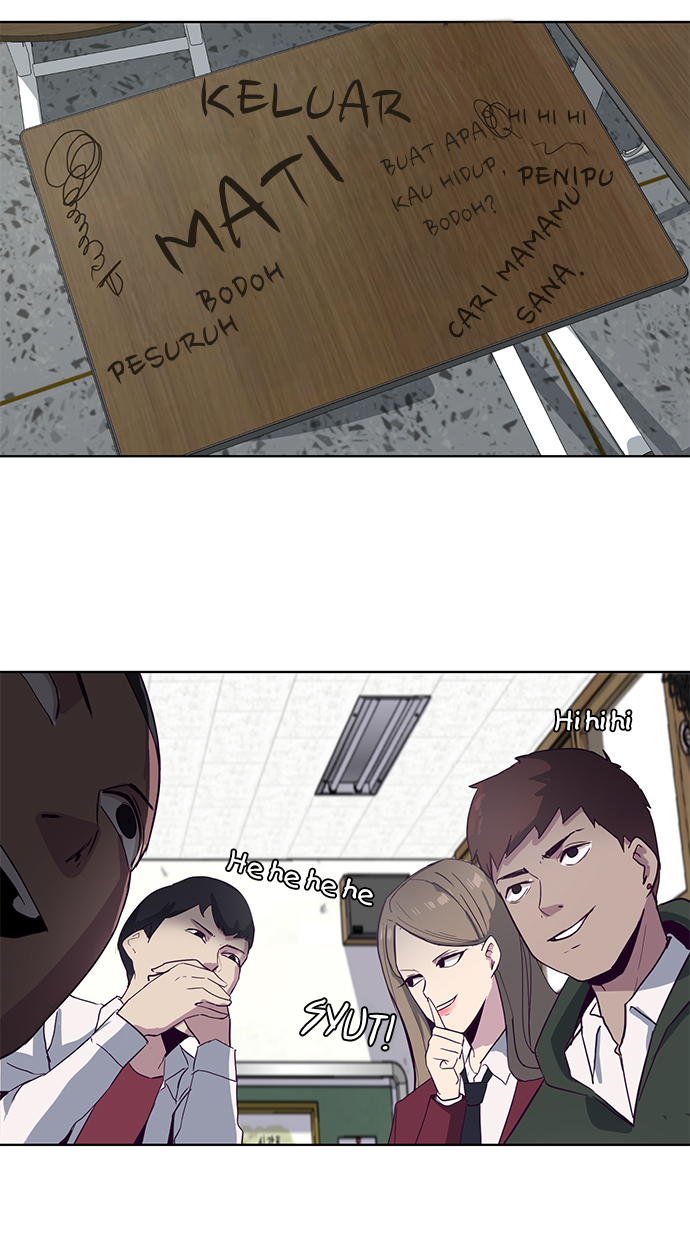 KELUAR
MATI
BODOH
PESURUH
BUAT APA
KAU HIDUP,
BODOH?
HI HI HI
PENIPU
CARI MAMAMU
SANA.
Hi hi hi
He he he he
SYUT!